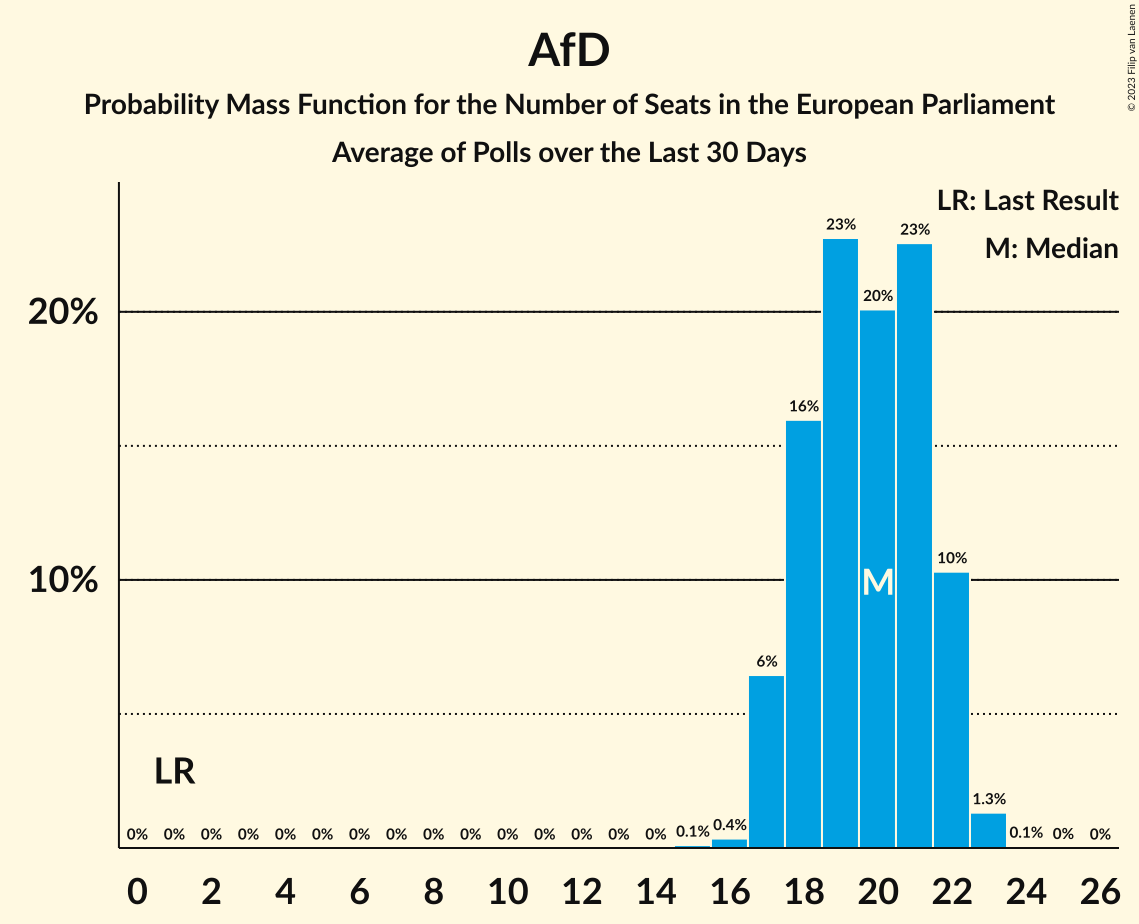 AfD
Probability Mass Function for the Number of Seats in the European Parliament
Average of Polls over the Last 30 Days
© 2023 Filip van Laenen
LR: Last Result
M: Median
20%
10%
23%
23%
20%
16%
10%
6%
M
LR
0% 0% 0% 0% 0% 0% 0% 0% 0% 0% 0% 0% 0% 0% 0% 0.1% 0.4% 1.3% 0.1% 0% 0%
0 2 4 6 8 10 12 14 16 18 20 22 24 26